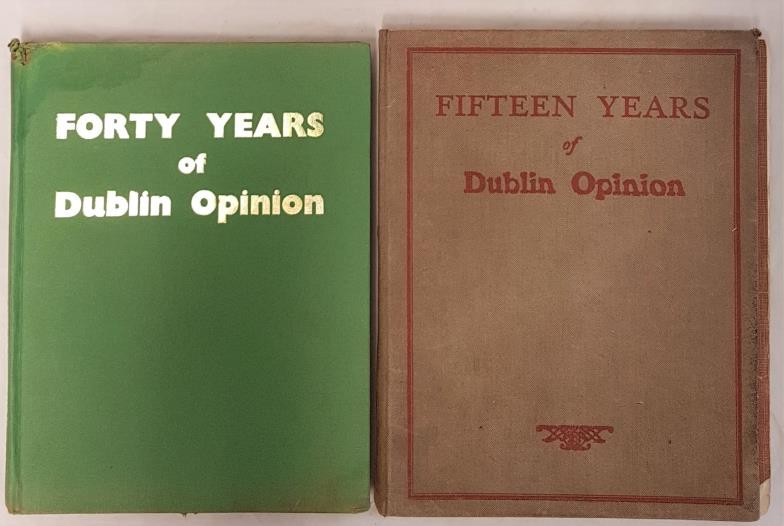 FORTY YEARS
of
Dublin Opinion
FIFTEEN YEARS
of
Dublin Opinion